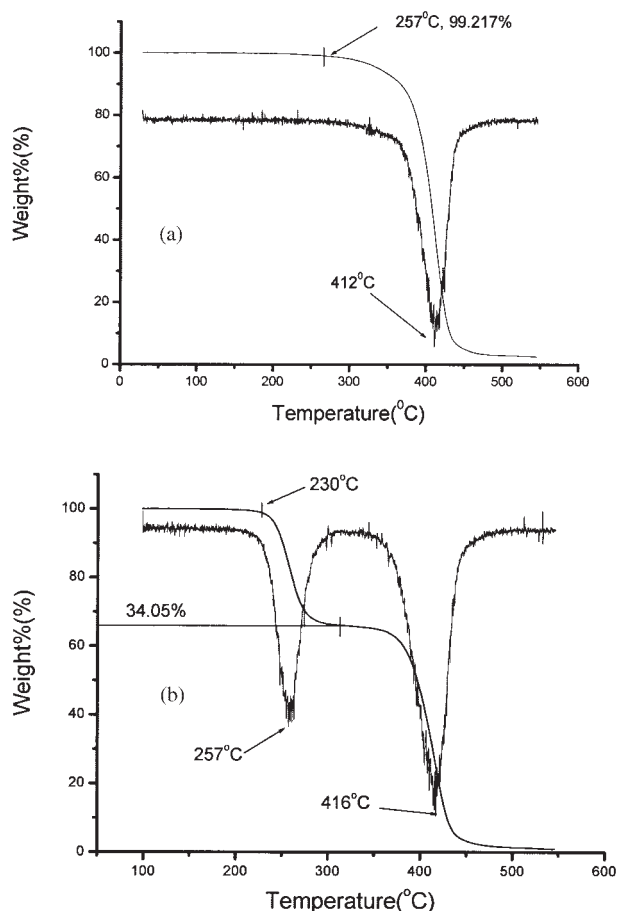 257°C, 99.217%
100
80
60
40
20
0
Weight%(%)
(a)
412°C
0 100 200 300 400 500 600
Temperature(°C)
230°C
100
80
60
40
20
0
34.05%
Weight%(%)
(b)
257°C
416°C
100 200 300 400 500 600
Temperature(°C)